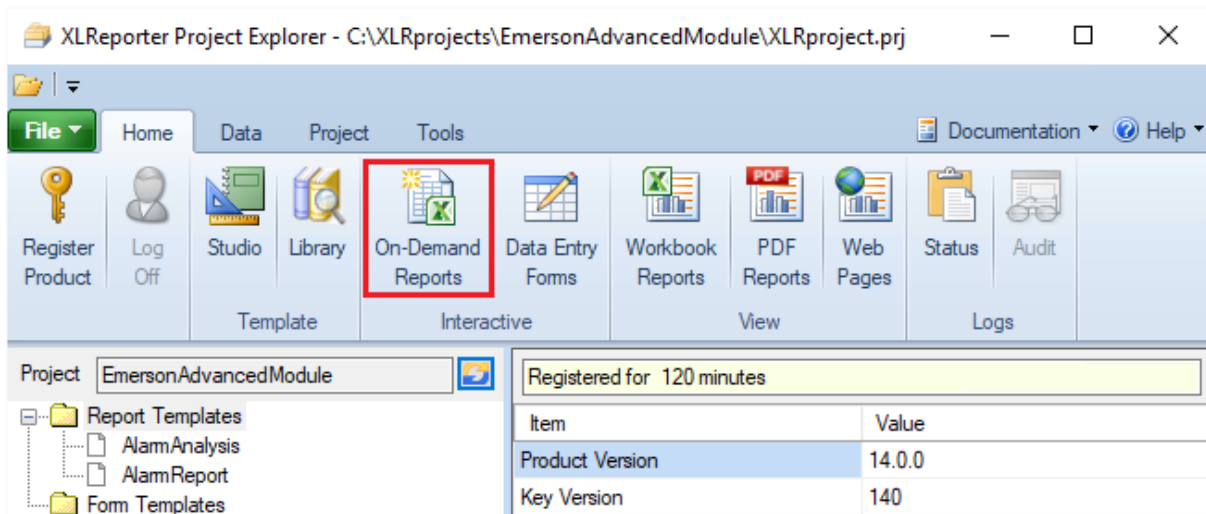 XLReporter Project Explorer - C:\XLRprojects\EmersonAdvancedModule\XLRproject.prj
File Home Data Project Tools Documentation Help
Register Product
Log Off
Studio
Library
On-Demand Reports
Data Entry Forms
Workbook Reports
PDF
PDF Reports
Web Pages
Status
Audit
Template Interactive View Logs
Project EmersonAdvancedModule
Report Templates
AlarmAnalysis
AlarmReport
Form Templates
Registered for 120 minutes
Item Value
Product Version 14.0.0
Key Version 140